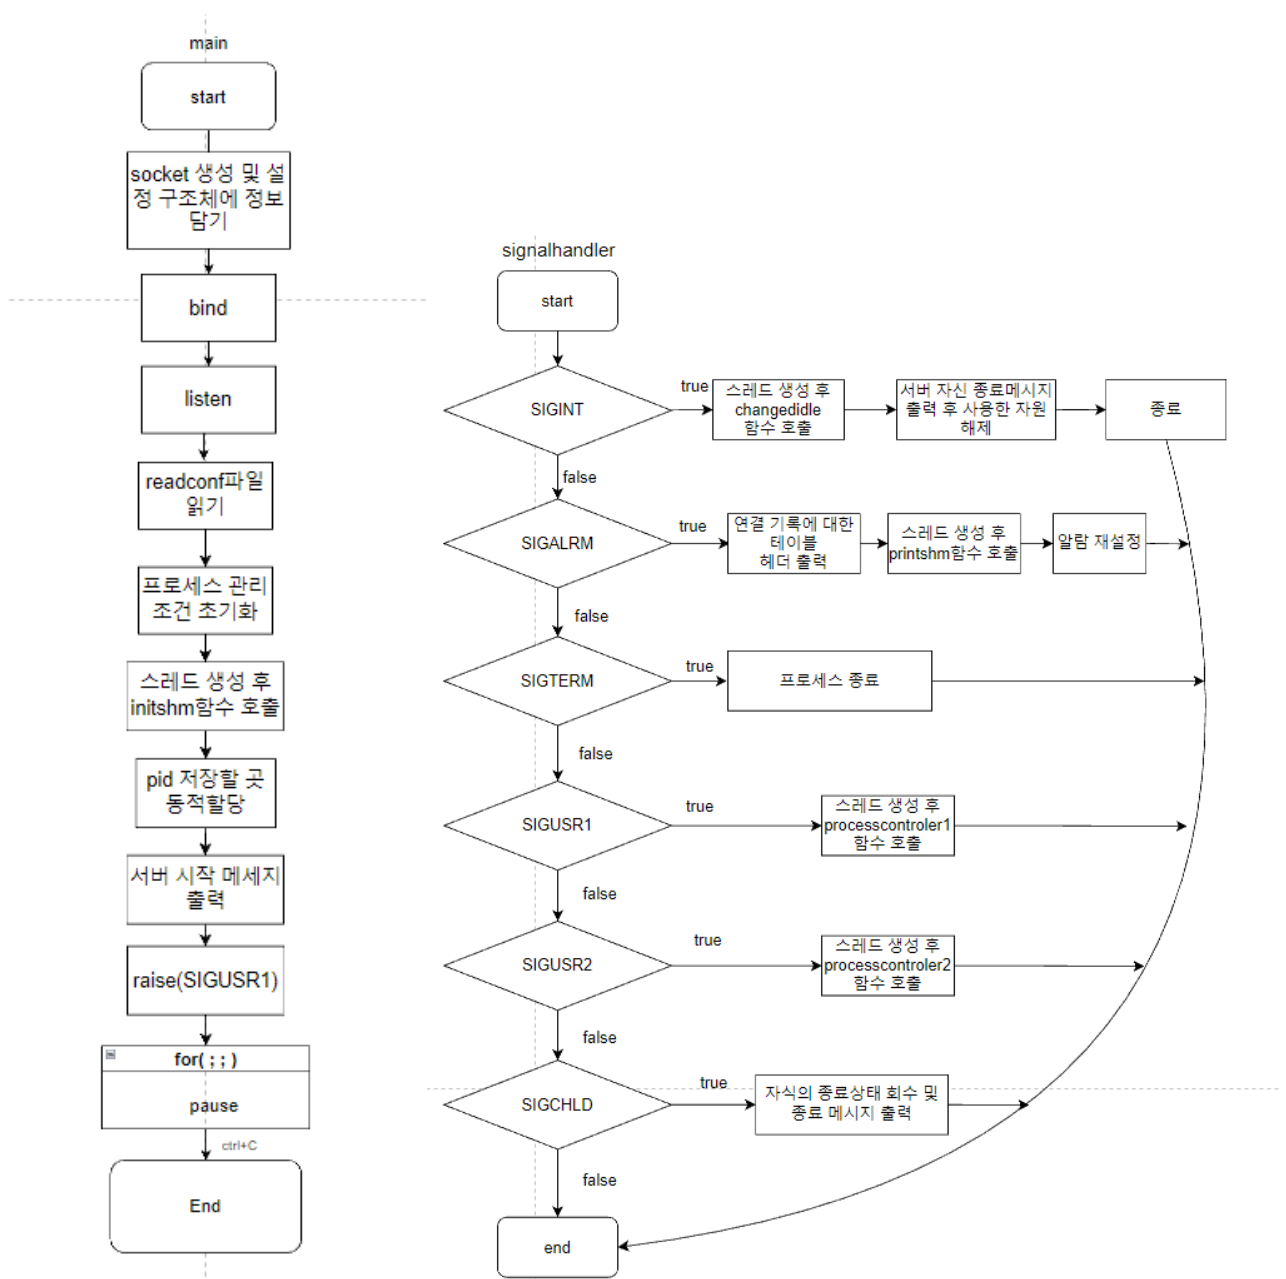 main
start
socket 생성 및 설
정 구조체에 정보
담기
bind
listen
readconf파일
읽기
프로세스 관리
조건 초기화
스레드 생성 후
initshm함수 호출
pid 저장할 곳
동적할당
서버 시작 메세지
출력
raise(SIGUSR1)
for( ; ; )
pause
ctrl+C
End
signalhandler
start
SIGINT
true
스레드 생성 후
changedidle
함수 호출
서버 자신 종료메시지
출력 후 사용한 자원
해제
종료
false
SIGALRM
true
연결 기록에 대한
테이블
헤더 출력
스레드 생성 후
printshm함수 호출
알람 재설정
false
SIGTERM
true
프로세스 종료
false
SIGUSR1
true
스레드 생성 후
processcontroler1
함수 호출
false
SIGUSR2
true
스레드 생성 후
processcontroler2
함수 호출
false
SIGCHLD
true
자식의 종료상태 회수 및
종료 메시지 출력
false
end